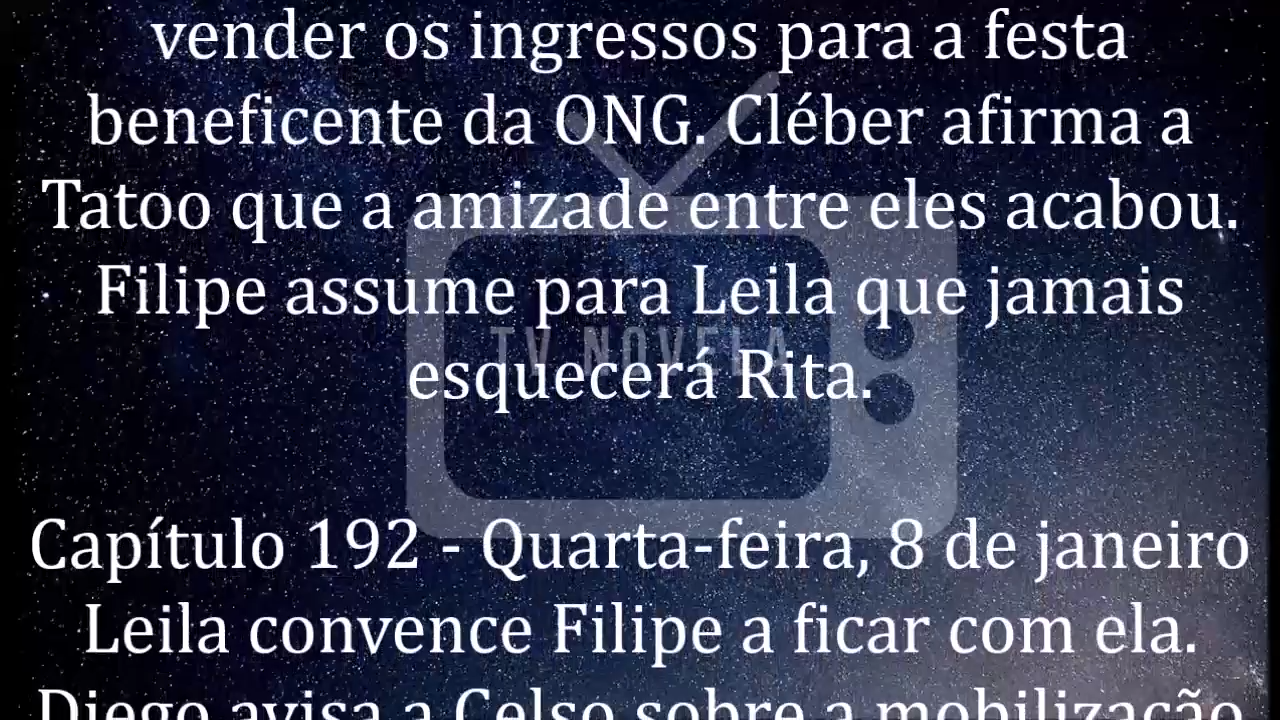 vender os ingressos para a festa
beneficente da ONG. Cléber afirma a
Tatoo que a amizade entre eles acabou.
Filipe assume para Leila que jamais
TV NOVELA
esquecerá Rita.
Capítulo 192 - Quarta-feira, 8 de janeiro
Leila convence Filipe a ficar com ela.
Diego avisa a Celso sobre a mobilização